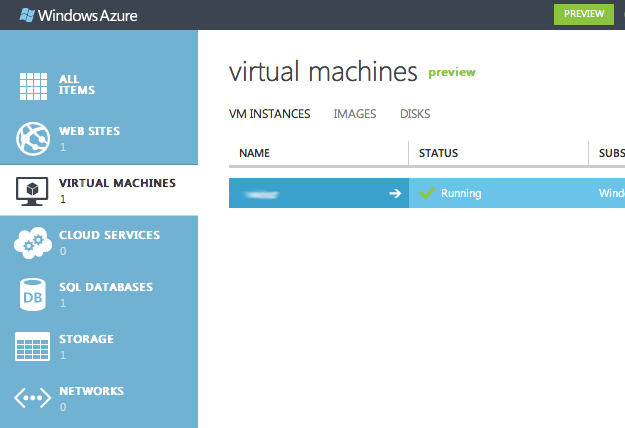 Windows Azure
PREVIEW
ALL
ITEMS
WEB SITES
1
VIRTUAL MACHINES
1
CLOUD SERVICES
0
DB
SQL DATABASES
1
STORAGE
1
NETWORKS
0
virtual machines preview
VM INSTANCES IMAGES DISKS
NAME STATUS SUBS
Running Windo